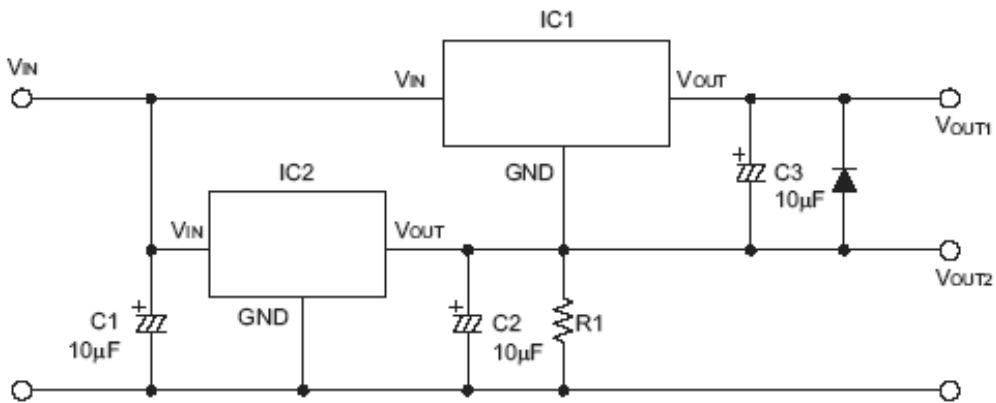 IC1
VIN
VIN
VOUT
VOUT1
GND
+
C3
10μF
IC2
VIN
VOUT
VOUT2
GND
+
C1
10μF
+
C2
10μF
R1